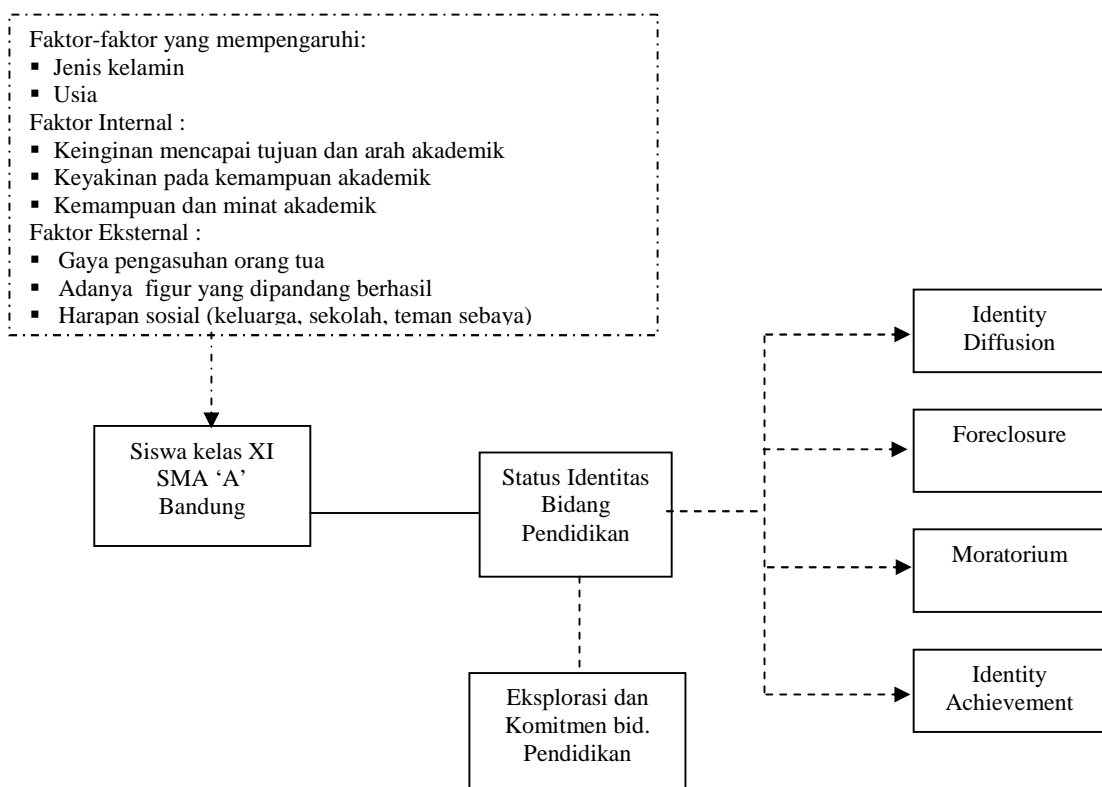 Faktor-faktor yang mempengaruhi:
▪ Jenis kelamin
▪ Usia
Faktor Internal :
▪ Keinginan mencapai tujuan dan arah akademik
▪ Keyakinan pada kemampuan akademik
▪ Kemampuan dan minat akademik
Faktor Eksternal :
▪ Gaya pengasuhan orang tua
▪ Adanya figur yang dipandang berhasil
▪ Harapan sosial (keluarga, sekolah, teman sebaya)
Siswa kelas XI
SMA ‘A’
Bandung
Status Identitas
Bidang
Pendidikan
Eksplorasi dan
Komitmen bid.
Pendidikan
Identity
Diffusion
Foreclosure
Moratorium
Identity
Achievement